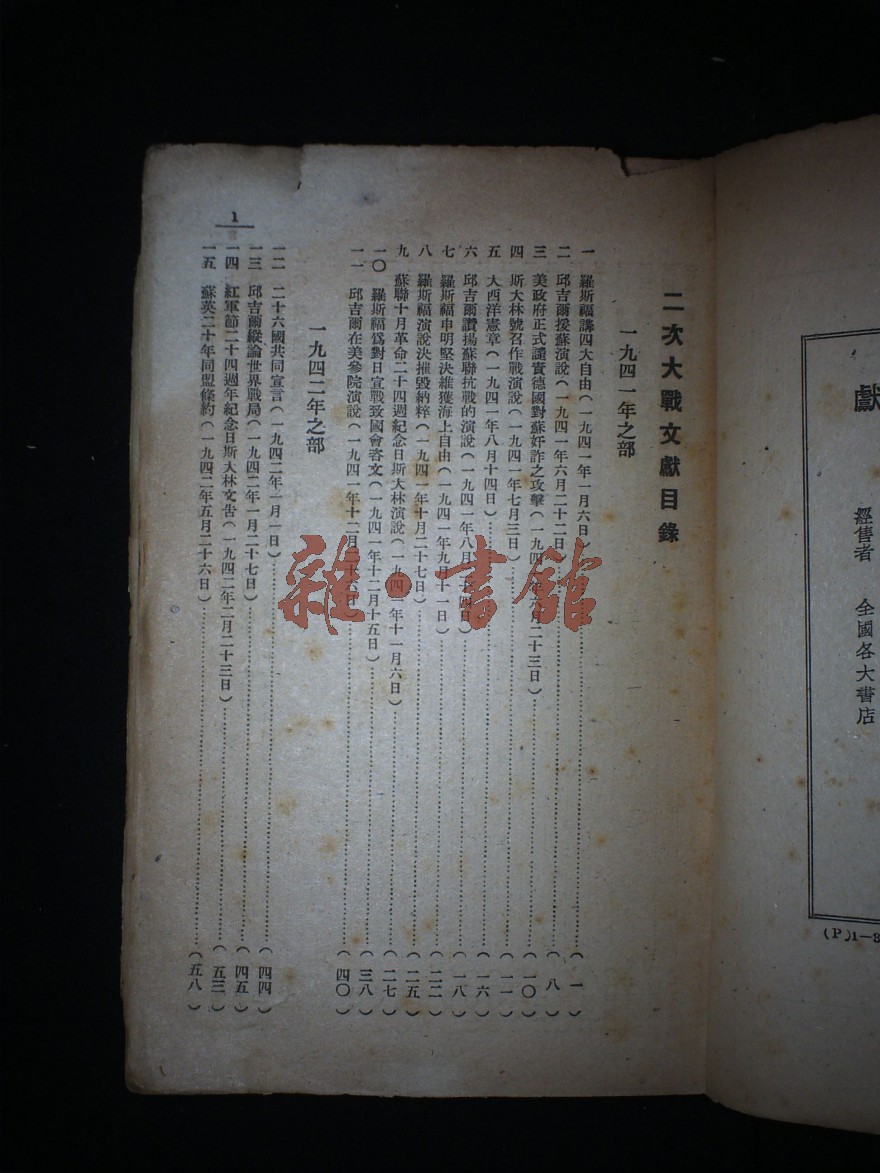 獻
經售者 全國各大書店
(P)1—3
二次大戰文獻目錄
一九四一年之部
一 羅斯福講四大自由(一九四一年一月六日)……(一)
二 邱吉爾援蘇演說(一九四一年六月二十二日)……(八)
三 美政府正式譴責德國對蘇奸詐之攻擊(一九四一年六月二十三日)……(一〇)
四 斯大林號召作戰演說(一九四一年七月三日)……(一一)
五 大西洋憲章(一九四一年八月十四日)……(一六)
六 邱吉爾讚揚蘇聯抗戰的演說(一九四一年八月二十四日)……(一八)
七 羅斯福申明堅決維獲海上自由(一九四一年九月十一日)……(二二)
八 羅斯福演說決摧毀納粹(一九四一年十月二十七日)……(二五)
九 蘇聯十月革命二十四週紀念日斯大林演說(一九四一年十一月六日)……(二七)
一〇 羅斯福爲對日宣戰致國會咨文(一九四一年十二月十五日)……(三八)
一一 邱吉爾在美參院演說(一九四一年十二月二十六日)……(四〇)
一九四二年之部
一二 二十六國共同宣言(一九四二年一月一日)……(四四)
一三 邱吉爾縱論世界戰局(一九四二年一月二十七日)……(四五)
一四 紅軍節二十四週年紀念日斯大林文告(一九四二年二月二十三日)……(五三)
一五 蘇英二十年同盟條約(一九四二年五月二十六日)……(五八)
1
雜·書館